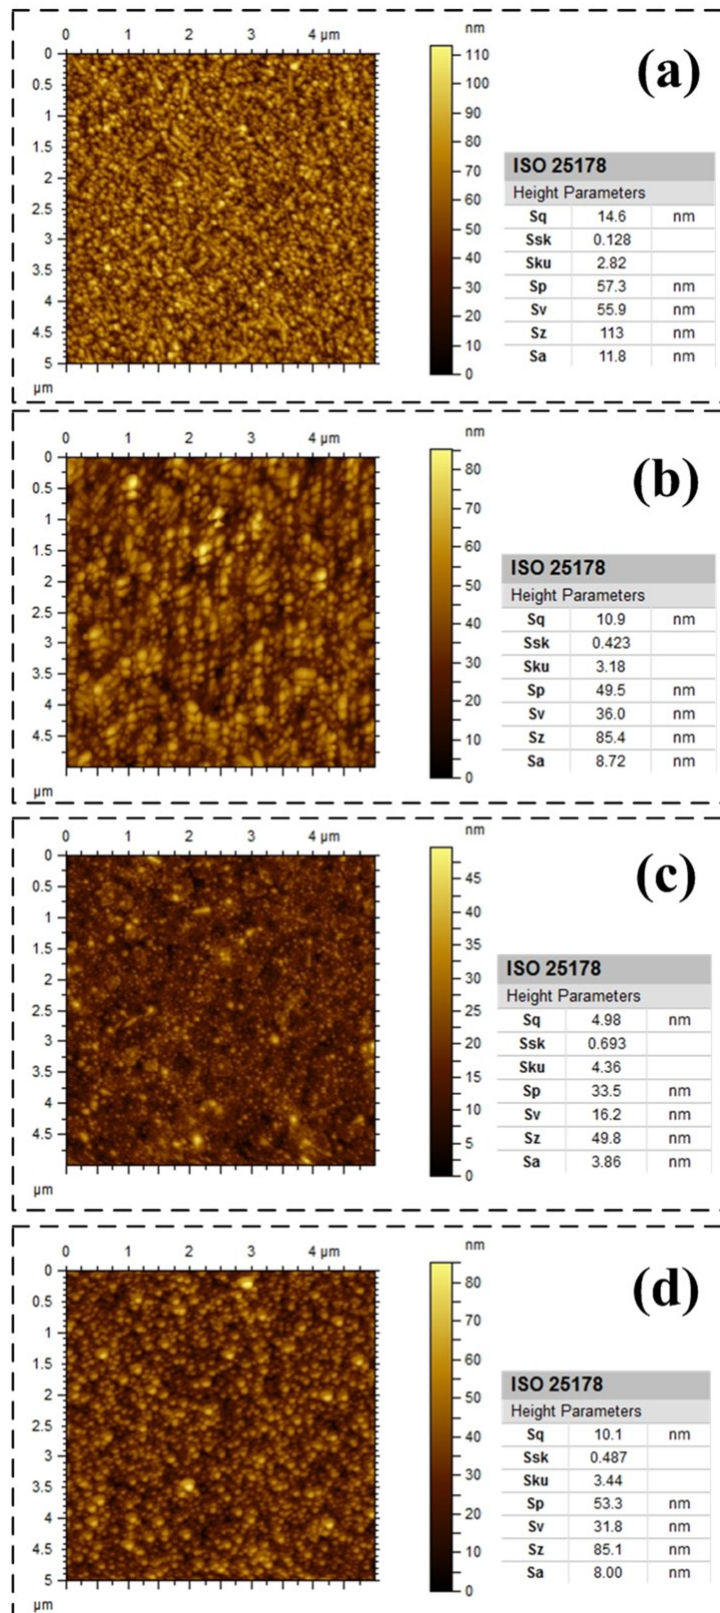 0 1 2 3 4 µm
nm
(a)
0
0.5
1
1.5
2
2.5
3
3.5
4
4.5
5
µm
110
100
90
80
70
60
50
40
30
20
10
0
ISO 25178
Height Parameters
Sq 14.6 nm
Ssk 0.128
Sku 2.82
Sp 57.3 nm
Sv 55.9 nm
Sz 113 nm
Sa 11.8 nm
0 1 2 3 4 µm
nm
(b)
0
0.5
1
1.5
2
2.5
3
3.5
4
4.5
µm
80
70
60
50
40
30
20
10
0
ISO 25178
Height Parameters
Sq 10.9 nm
Ssk 0.423
Sku 3.18
Sp 49.5 nm
Sv 36.0 nm
Sz 85.4 nm
Sa 8.72 nm
0 1 2 3 4 µm
nm
(c)
0
0.5
1
1.5
2
2.5
3
3.5
4
4.5
µm
45
40
35
30
25
20
15
10
5
0
ISO 25178
Height Parameters
Sq 4.98 nm
Ssk 0.693
Sku 4.36
Sp 33.5 nm
Sv 16.2 nm
Sz 49.8 nm
Sa 3.86 nm
0 1 2 3 4 µm
nm
(d)
0
0.5
1
1.5
2
2.5
3
3.5
4
4.5
5
µm
80
70
60
50
40
30
20
10
0
ISO 25178
Height Parameters
Sq 10.1 nm
Ssk 0.487
Sku 3.44
Sp 53.3 nm
Sv 31.8 nm
Sz 85.1 nm
Sa 8.00 nm